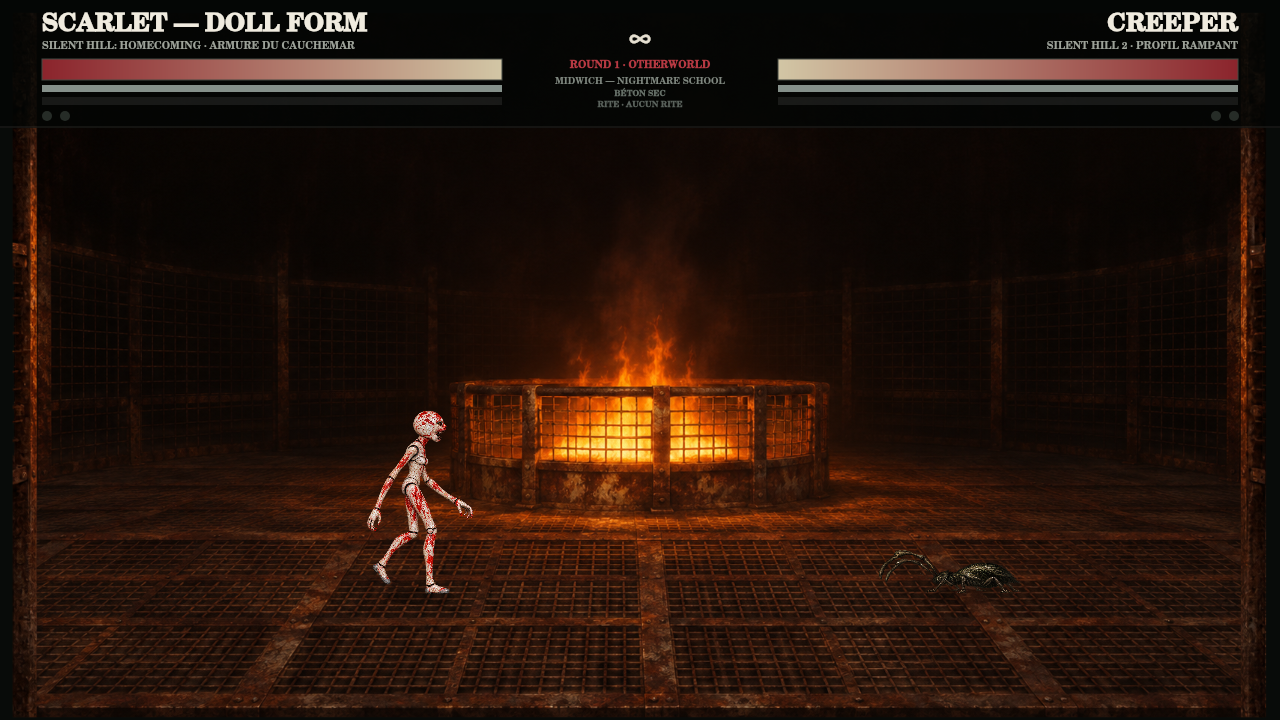 SCARLET — DOLL FORM
SILENT HILL: HOMECOMING · ARMURE DU CAUCHEMAR
∞
ROUND 1 · OTHERWORLD
MIDWICH — NIGHTMARE SCHOOL
BÉTON SEC
RITE · AUCUN RITE
CREEPER
SILENT HILL 2 · PROFIL RAMPANT